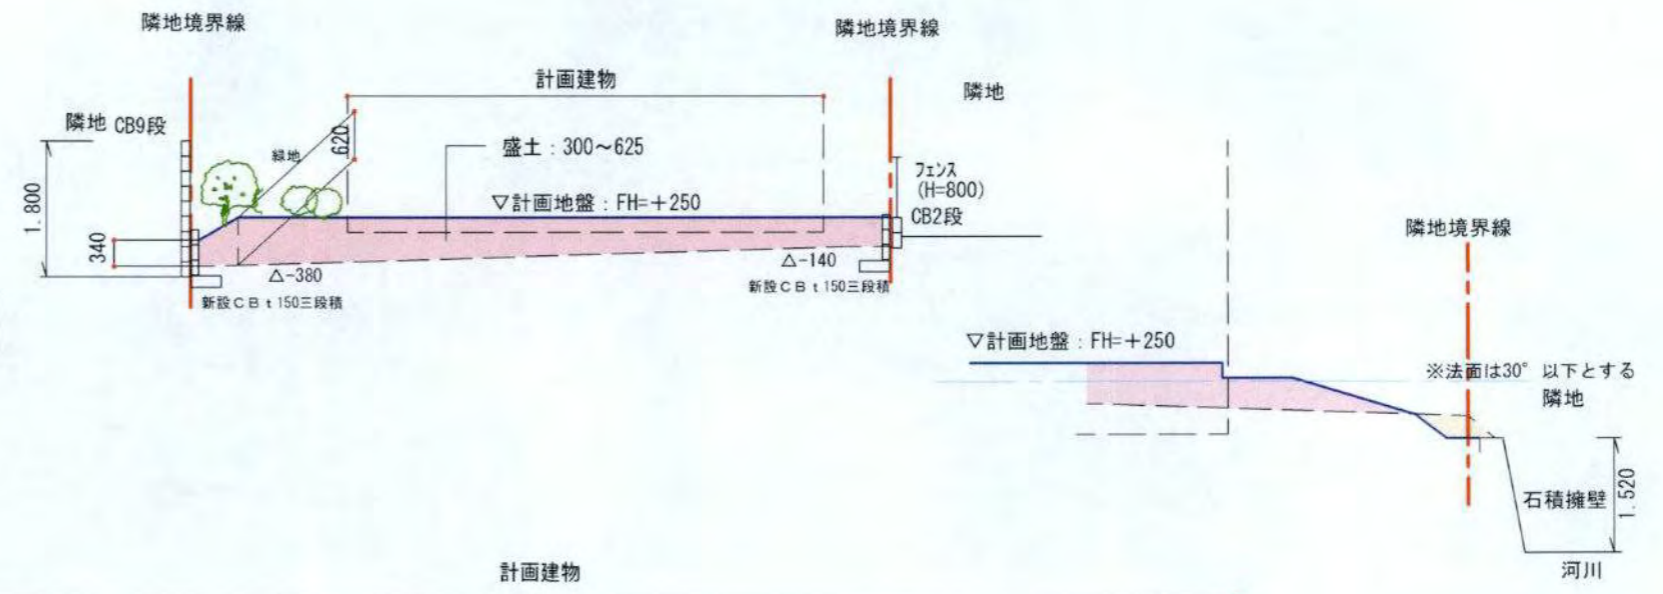 隣地境界線
隣地境界線
計画建物
隣地
隣地 CB9段
620
緑地
盛土:300～625
1.800
フェンス
(H=800)
▽計画地盤:FH=＋250
CB2段
340
△-380
△-140
新設CBt150三段積
新設CBt150三段積
隣地境界線
▽計画地盤:FH=＋250
※法面は30°以下とする
隣地
石積擁壁
1.520
河川
計画建物